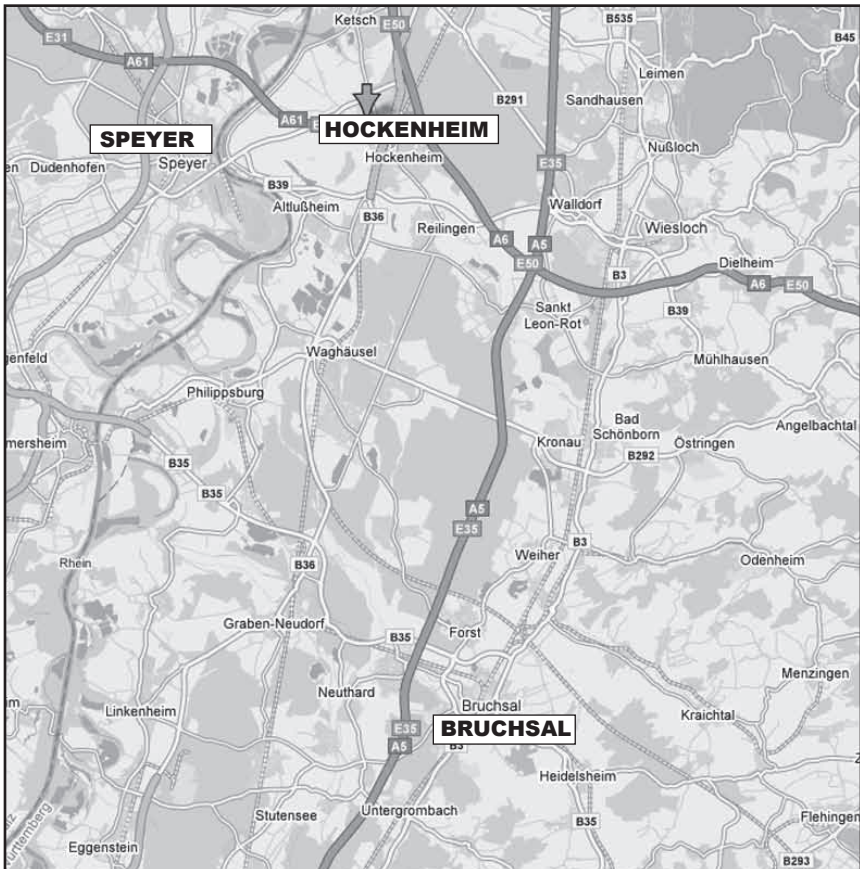 Ketsch
E50
B535
E31
B45
A61
Leimen
B291
Sandhausen
A61
SPEYER
HOCKENHEIM
Nußloch
Dudenhofen
Speyer
Hockenheim
E35
B39
Altlußheim
B36
Walldorf
Reilingen
Wiesloch
A6
A5
E50
B3
Dielheim
A6
E50
Sankt
Leon-Rot
B39
Waghäusel
genfeld
Mühlhausen
Philippsburg
Bad
Schönborn
Angelbachtal
mersheim
Kronau
Östringen
B292
B35
B35
A5
E35
B3
Weiher
Rhein
B36
Odenheim
Graben-Neudorf
B35
Forst
Menzingen
Neuthard
Linkenheim
Bruchsal
Kraichtal
E35
BRUCHSAL
A5
B3
Heidelsheim
Stutensee
Untergrombach
Flehingen
B35
Eggenstein
B293